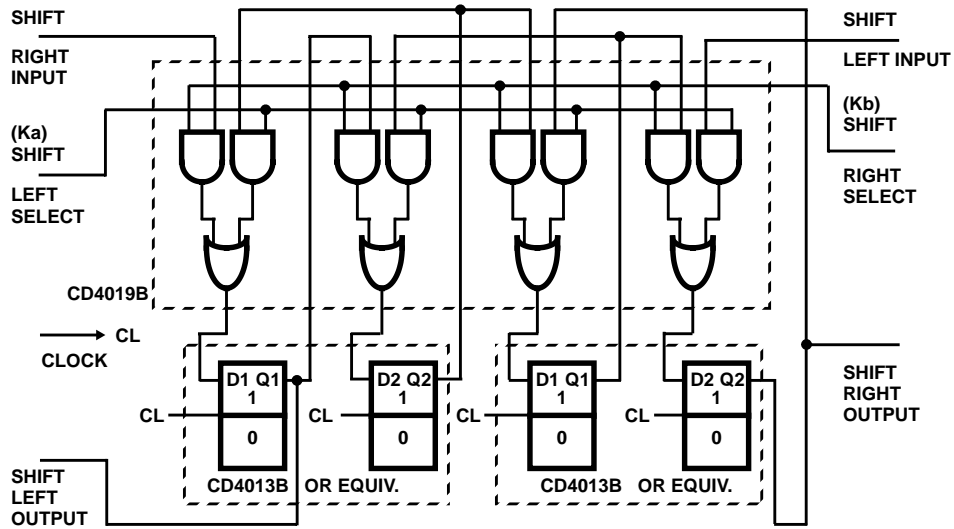 SHIFT
RIGHT
INPUT
(Ka)
SHIFT
LEFT
SELECT
SHIFT
LEFT INPUT
(Kb)
SHIFT
RIGHT
SELECT
CD4019B
CL
CLOCK
D1 Q1
1
CL
0
D2 Q2
1
CL
0
D1 Q1
1
CL
0
D2 Q2
1
CL
0
SHIFT
RIGHT
OUTPUT
CD4013B OR EQUIV.
CD4013B OR EQUIV.
SHIFT
LEFT
OUTPUT